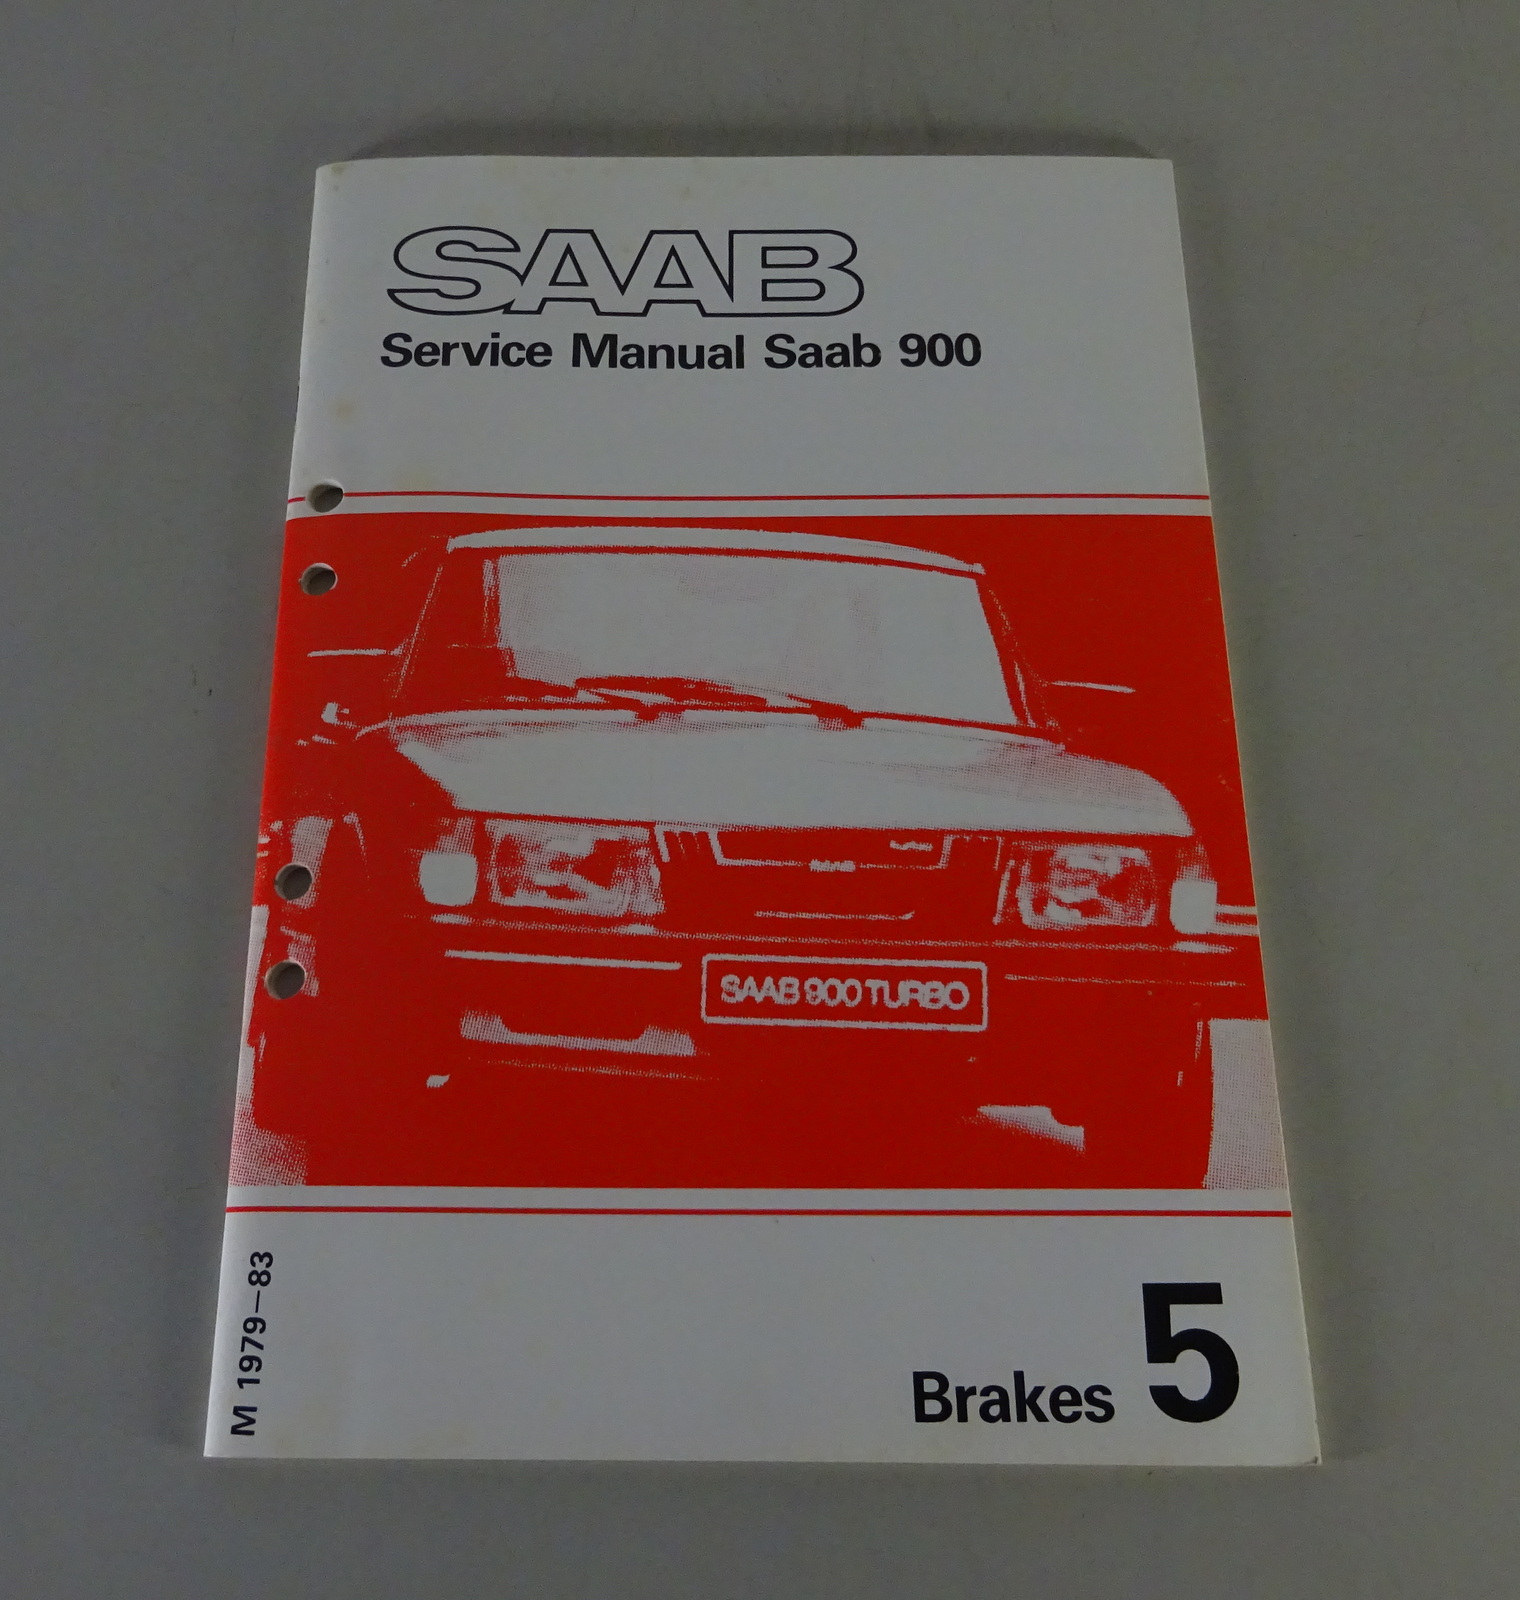 SAAB
Service Manual Saab 900
SAAB 900 TURBO
M 1979–83
Brakes 5